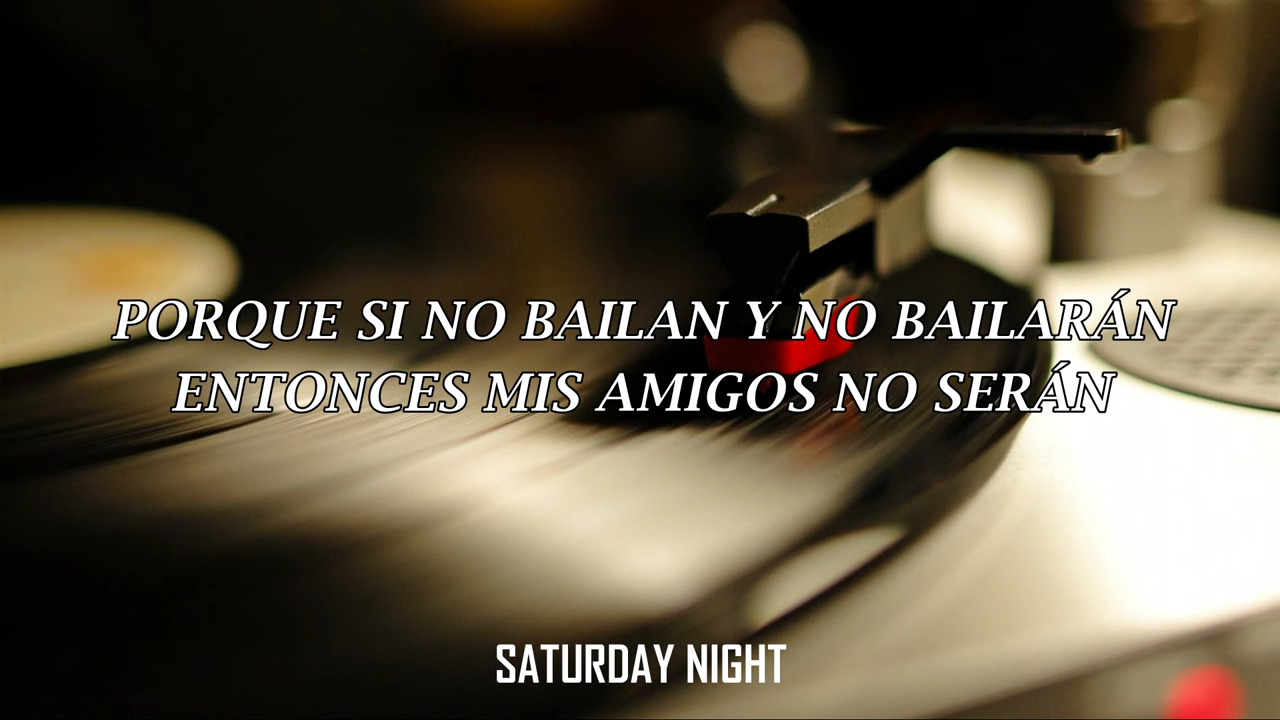 PORQUE SI NO BAILAN Y NO BAILARÁN
ENTONCES MIS AMIGOS NO SERÁN
SATURDAY NIGHT